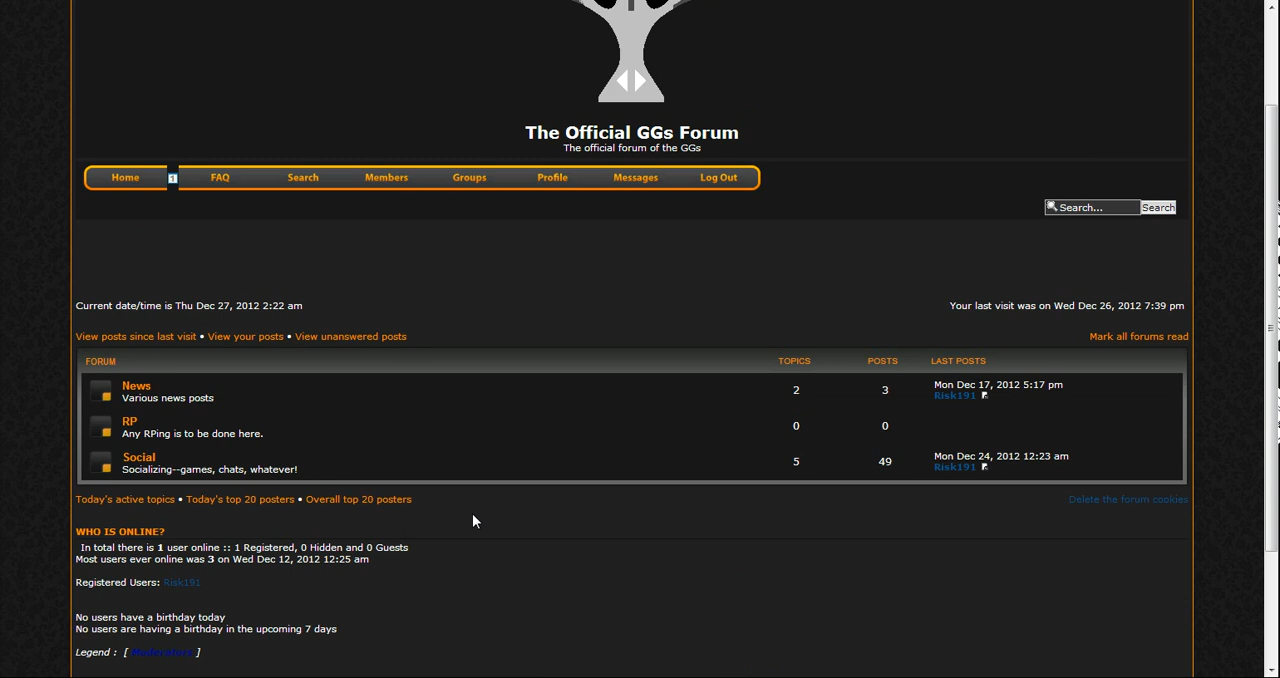 The Official GGs Forum
The official forum of the GGs
Home 1 FAQ Search Members Groups Profile Messages Log Out
Search... Search
Current date/time is Thu Dec 27, 2012 2:22 am Your last visit was on Wed Dec 26, 2012 7:39 pm
View posts since last visit • View your posts • View unanswered posts Mark all forums read
FORUM TOPICS POSTS LAST POSTS
News
Various news posts
2 3
Mon Dec 17, 2012 5:17 pm
Risk191
RP
Any RPing is to be done here.
0 0
Social
Socializing--games, chats, whatever!
5 49
Mon Dec 24, 2012 12:23 am
Risk191
Today's active topics • Today's top 20 posters • Overall top 20 posters Delete the forum cookies
WHO IS ONLINE?
In total there is 1 user online :: 1 Registered, 0 Hidden and 0 Guests
Most users ever online was 3 on Wed Dec 12, 2012 12:25 am
Registered Users: Risk191
No users have a birthday today
No users are having a birthday in the upcoming 7 days
Legend : [ Moderators ]